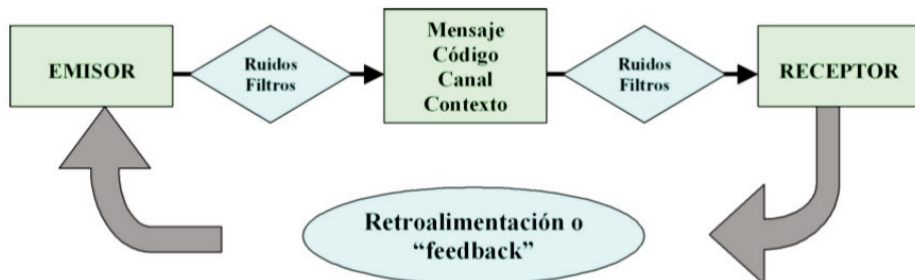 EMISOR
Ruidos
Filtros
Mensaje
Código
Canal
Contexto
Ruidos
Filtros
RECEPTOR
Retroalimentación o
“feedback”